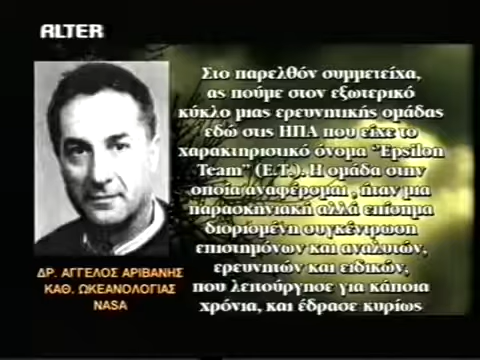 ALTER
Στο παρελθόν συμμετείχα,
ας πούμε στον εξωτερικό
κύκλο μιας ερευνητικής ομάδας
εδώ στις ΗΠΑ που είχε το
χαρακτηριστικό όνομα "Epsilon
Team" (E.T.). Η ομάδα στην
οποία αναφέρομαι , ήταν μια
παρασκηνιακή αλλά επίσημα
διορισμένη συγκέντρωση
επιστημόνων και αναλυτών,
ερευνητών και ειδικών,
που λειτούργησε για κάποια
χρόνια, και έδρασε κυρίως
ΔΡ. ΑΓΓΕΛΟΣ ΑΡΙΒΑΝΗΣ
ΚΑΘ. ΩΚΕΑΝΟΛΟΓΙΑΣ
NASA